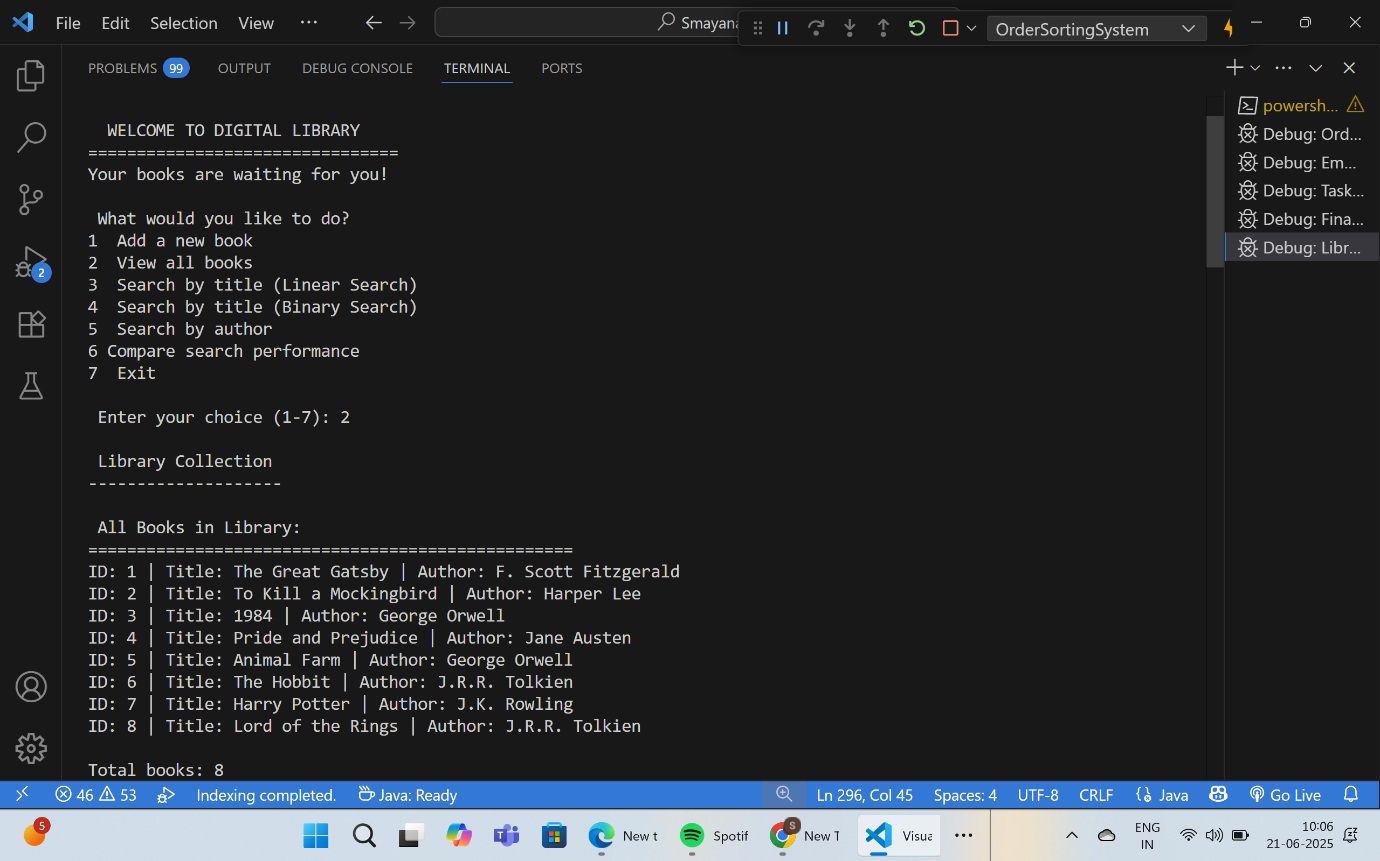 File Edit Selection View ··· Smayana OrderSortingSystem
PROBLEMS 99 OUTPUT DEBUG CONSOLE TERMINAL PORTS
WELCOME TO DIGITAL LIBRARY
================================
Your books are waiting for you!
What would you like to do?
1  Add a new book
2  View all books
3  Search by title (Linear Search)
4  Search by title (Binary Search)
5  Search by author
6 Compare search performance
7  Exit
Enter your choice (1-7): 2
Library Collection
--------------------
All Books in Library:
==================================================
ID: 1 | Title: The Great Gatsby | Author: F. Scott Fitzgerald
ID: 2 | Title: To Kill a Mockingbird | Author: Harper Lee
ID: 3 | Title: 1984 | Author: George Orwell
ID: 4 | Title: Pride and Prejudice | Author: Jane Austen
ID: 5 | Title: Animal Farm | Author: George Orwell
ID: 6 | Title: The Hobbit | Author: J.R.R. Tolkien
ID: 7 | Title: Harry Potter | Author: J.K. Rowling
ID: 8 | Title: Lord of the Rings | Author: J.R.R. Tolkien
Total books: 8
powersh...
Debug: Ord...
Debug: Em...
Debug: Task...
Debug: Fina...
Debug: Libr...
2
46 53 Indexing completed. Java: Ready Ln 296, Col 45 Spaces: 4 UTF-8 CRLF Java Go Live
5 New t Spotif S New T Visua ENG
IN 10:06
21-06-2025